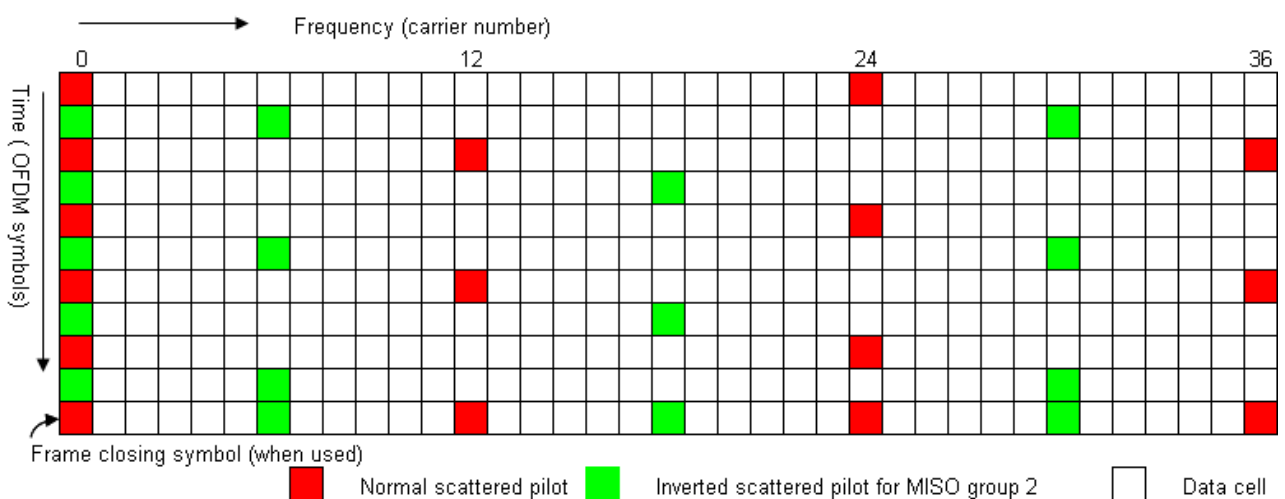 Frequency (carrier number)
0 12 24 36
Time ( OFDM symbols)
Frame closing symbol (when used)
Normal scattered pilot
Inverted scattered pilot for MISO group 2
Data cell